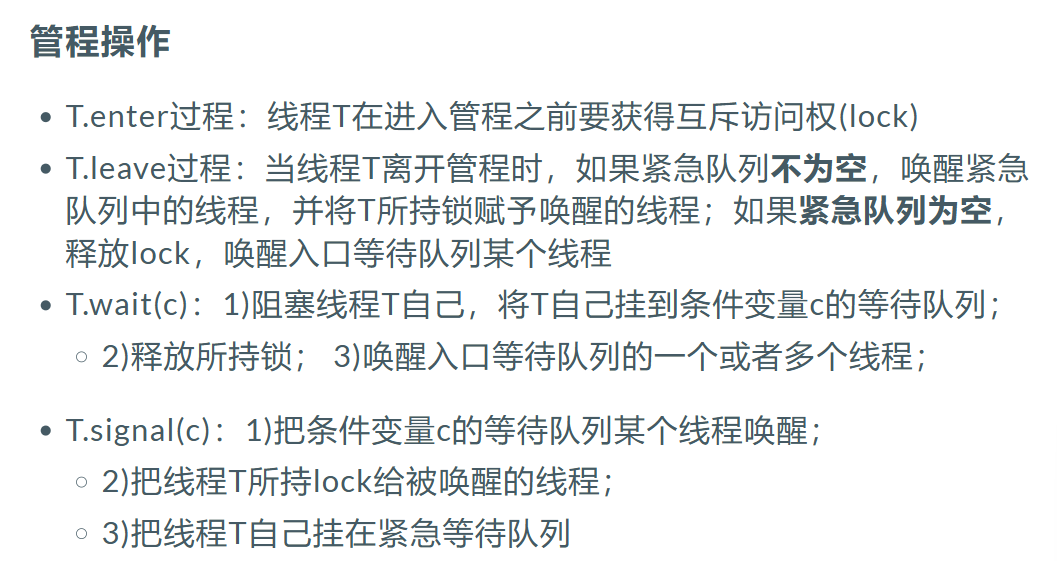 管程操作
T.enter过程：线程T在进入管程之前要获得互斥访问权(lock)
T.leave过程：当线程T离开管程时，如果紧急队列不为空，唤醒紧急
队列中的线程，并将T所持锁赋予唤醒的线程；如果紧急队列为空，
释放lock，唤醒入口等待队列某个线程
T.wait(c)：1)阻塞线程T自己，将T自己挂到条件变量c的等待队列；
2)释放所持锁； 3)唤醒入口等待队列的一个或者多个线程；
T.signal(c)：1)把条件变量c的等待队列某个线程唤醒；
2)把线程T所持lock给被唤醒的线程；
3)把线程T自己挂在紧急等待队列